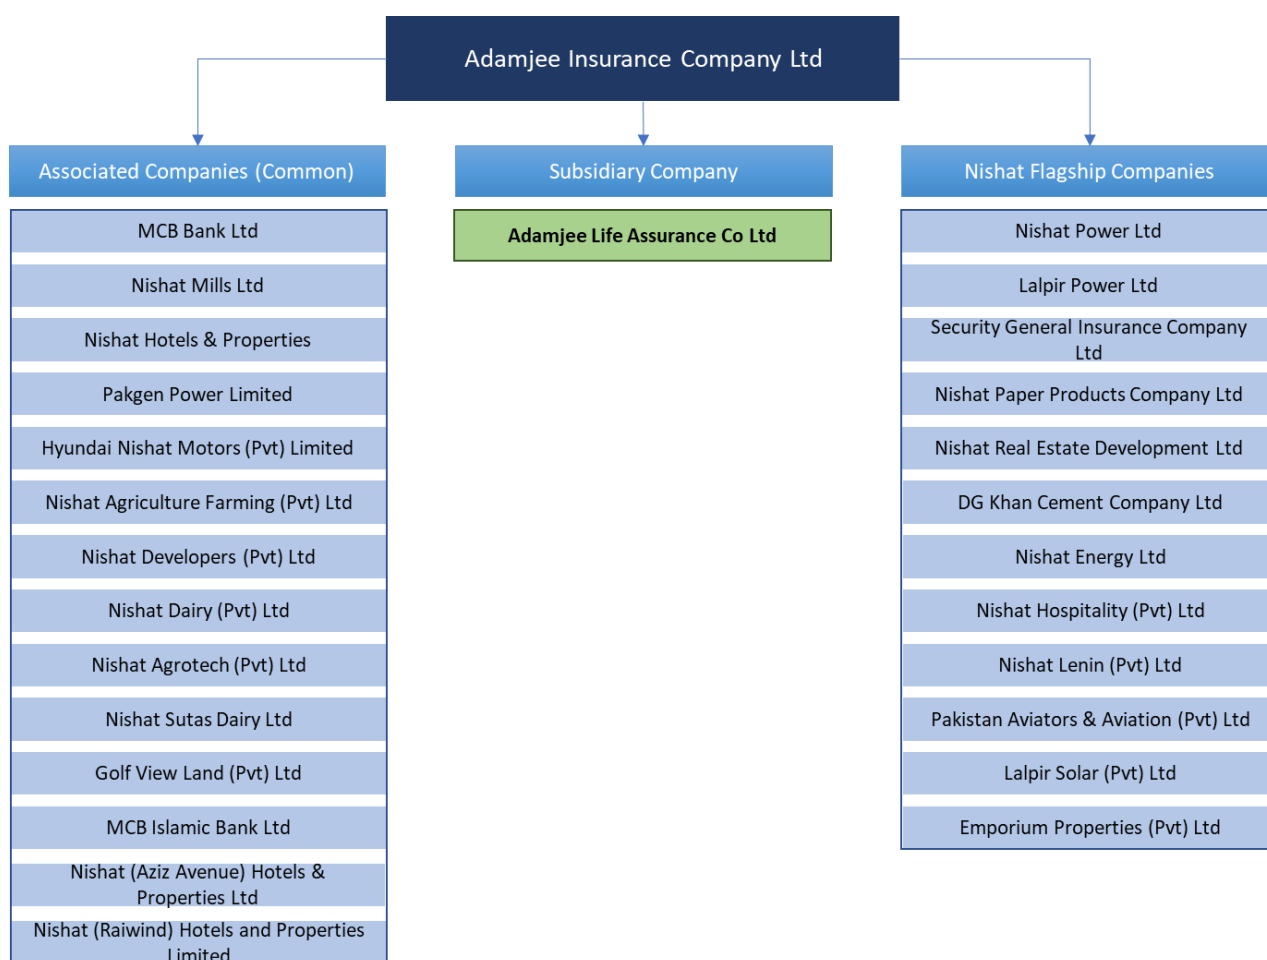 Adamjee Insurance Company Ltd
Associated Companies (Common)
MCB Bank Ltd
Nishat Mills Ltd
Nishat Hotels & Properties
Pakgen Power Limited
Hyundai Nishat Motors (Pvt) Limited
Nishat Agriculture Farming (Pvt) Ltd
Nishat Developers (Pvt) Ltd
Nishat Dairy (Pvt) Ltd
Nishat Agrotech (Pvt) Ltd
Nishat Sutas Dairy Ltd
Golf View Land (Pvt) Ltd
MCB Islamic Bank Ltd
Nishat (Aziz Avenue) Hotels &
Properties Ltd
Nishat (Raiwind) Hotels and Properties
Limited
Subsidiary Company
Adamjee Life Assurance Co Ltd
Nishat Flagship Companies
Nishat Power Ltd
Lalpir Power Ltd
Security General Insurance Company
Ltd
Nishat Paper Products Company Ltd
Nishat Real Estate Development Ltd
DG Khan Cement Company Ltd
Nishat Energy Ltd
Nishat Hospitality (Pvt) Ltd
Nishat Lenin (Pvt) Ltd
Pakistan Aviators & Aviation (Pvt) Ltd
Lalpir Solar (Pvt) Ltd
Emporium Properties (Pvt) Ltd